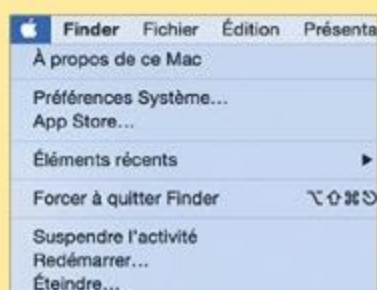 Finder Fichier Édition Présenta
À propos de ce Mac
Préférences Système...
App Store...
Éléments récents
Forcer à quitter Finder ⌥⇧⌘⎋
Suspendre l'activité
Redémarrer...
Éteindre...